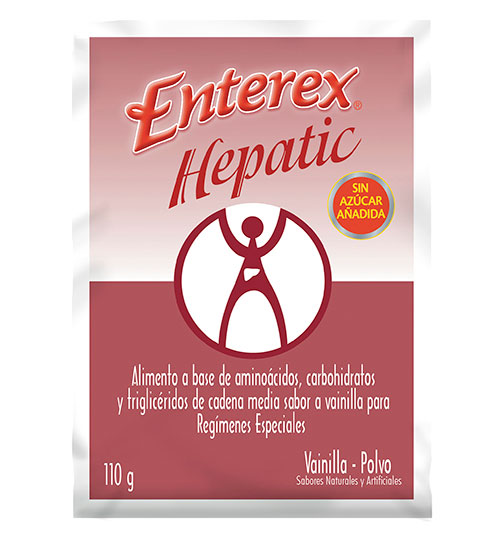 Enterex®
Hepatic
SIN
AZÚCAR
AÑADIDA
Alimento a base de aminoácidos, carbohidratos
y triglicéridos de cadena media sabor a vainilla para
Regímenes Especiales
110 g
Vainilla - Polvo
Sabores Naturales y Artificiales